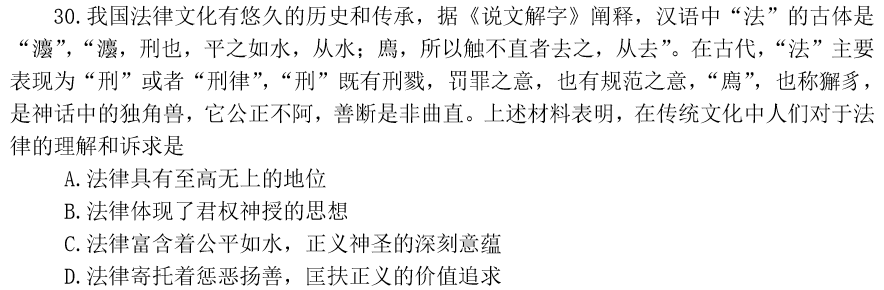 30.我国法律文化有悠久的历史和传承，据《说文解字》阐释，汉语中“法”的古体是
“灋”，“灋，刑也，平之如水，从水；廌，所以触不直者去之，从去”。在古代，“法”主要
表现为“刑”或者“刑律”，“刑”既有刑戮，罚罪之意，也有规范之意，“廌”，也称獬豸，
是神话中的独角兽，它公正不阿，善断是非曲直。上述材料表明，在传统文化中人们对于法
律的理解和诉求是
A.法律具有至高无上的地位
B.法律体现了君权神授的思想
C.法律富含着公平如水，正义神圣的深刻意蕴
D.法律寄托着惩恶扬善，匡扶正义的价值追求